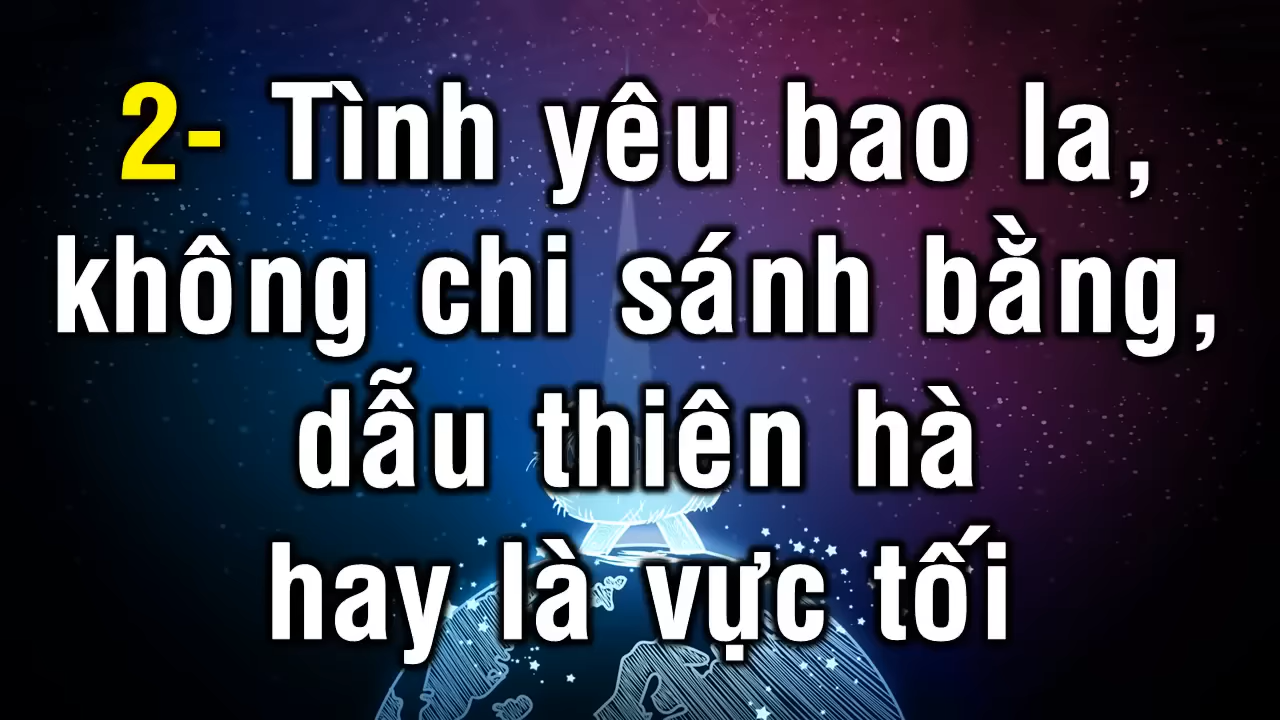 2- Tình yêu bao la,
không chi sánh bằng,
dẫu thiên hà
hay là vực tối